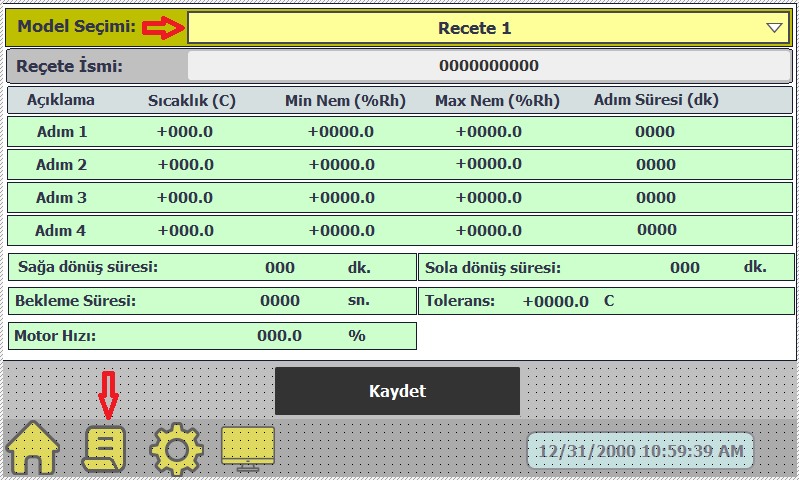 Model Seçimi: Recete 1
Reçete İsmi: 0000000000
Açıklama Sıcaklık (C) Min Nem (%Rh) Max Nem (%Rh) Adım Süresi (dk)
Adım 1 +000.0 +0000.0 +0000.0 0000
Adım 2 +000.0 +0000.0 +0000.0 0000
Adım 3 +000.0 +0000.0 +0000.0 0000
Adım 4 +000.0 +0000.0 +0000.0 0000
Sağa dönüş süresi: 000 dk. Sola dönüş süresi: 000 dk.
Bekleme Süresi: 0000 sn. Tolerans: +0000.0 C
Motor Hızı: 000.0 %
Kaydet
12/31/2000 10:59:39 AM